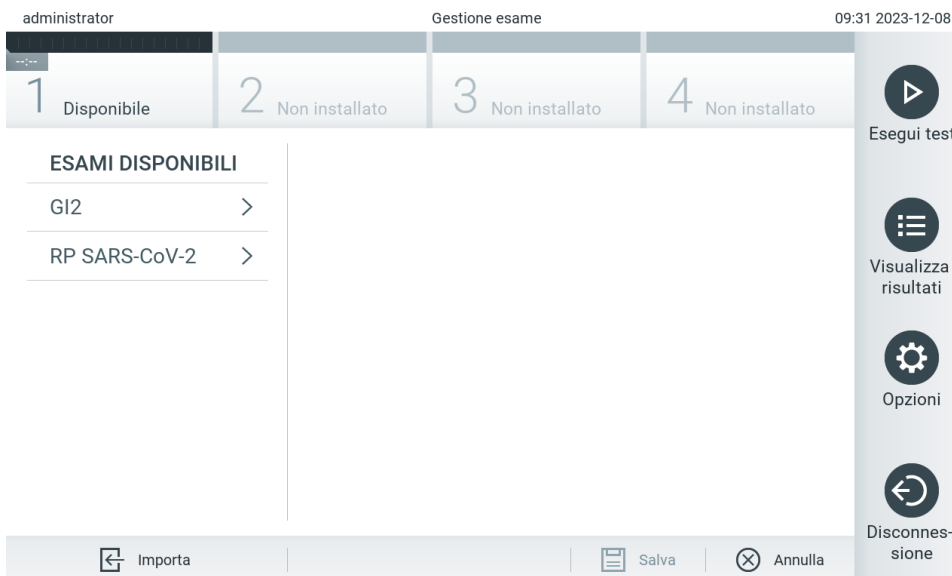 administrator
Gestione esame
09:31 2023-12-08
--:--
1 Disponibile
2 Non installato
3 Non installato
4 Non installato
Esegui test
ESAMI DISPONIBILI
GI2
RP SARS-CoV-2
Visualizza
risultati
Opzioni
Disconnes-
sione
Importa
Salva
Annulla